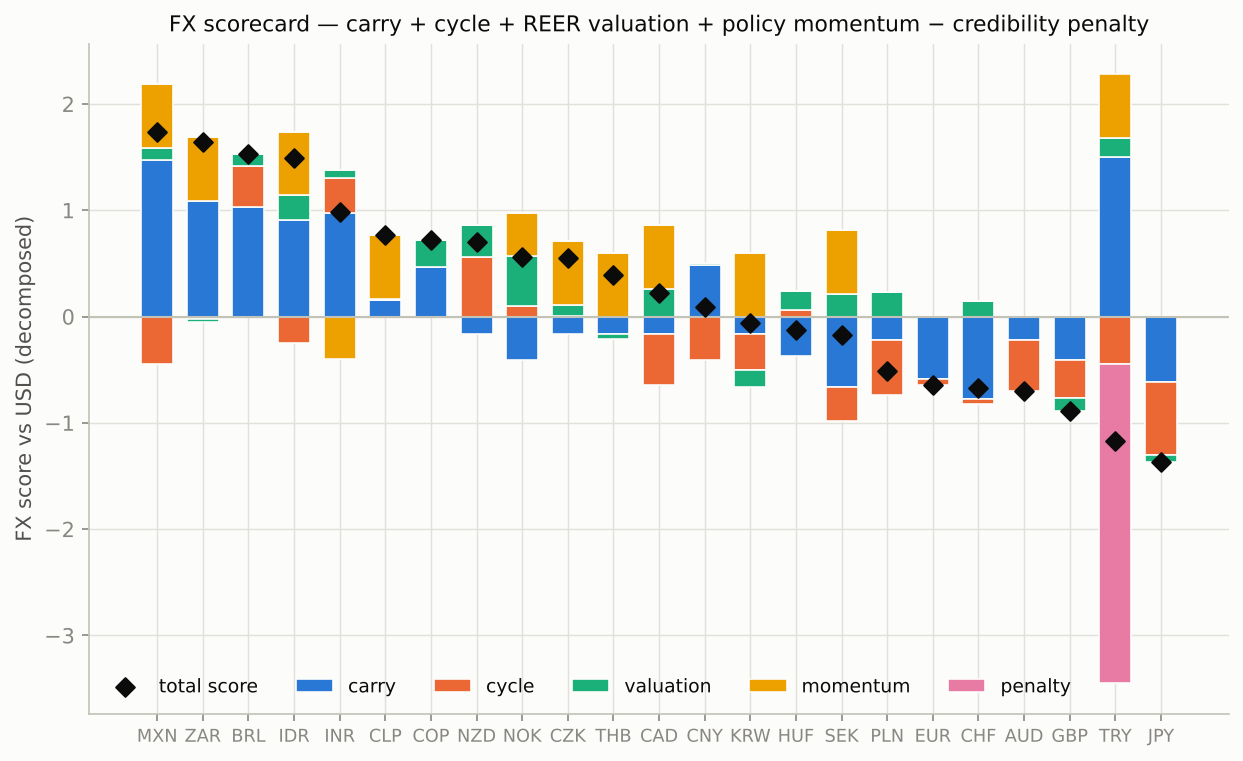 FX scorecard — carry + cycle + REER valuation + policy momentum − credibility penalty
FX score vs USD (decomposed)
2
1
0
−1
−2
−3
total score carry cycle valuation momentum penalty
MXN ZAR BRL IDR INR CLP COP NZD NOK CZK THB CAD CNY KRW HUF SEK PLN EUR CHF AUD GBP TRY JPY